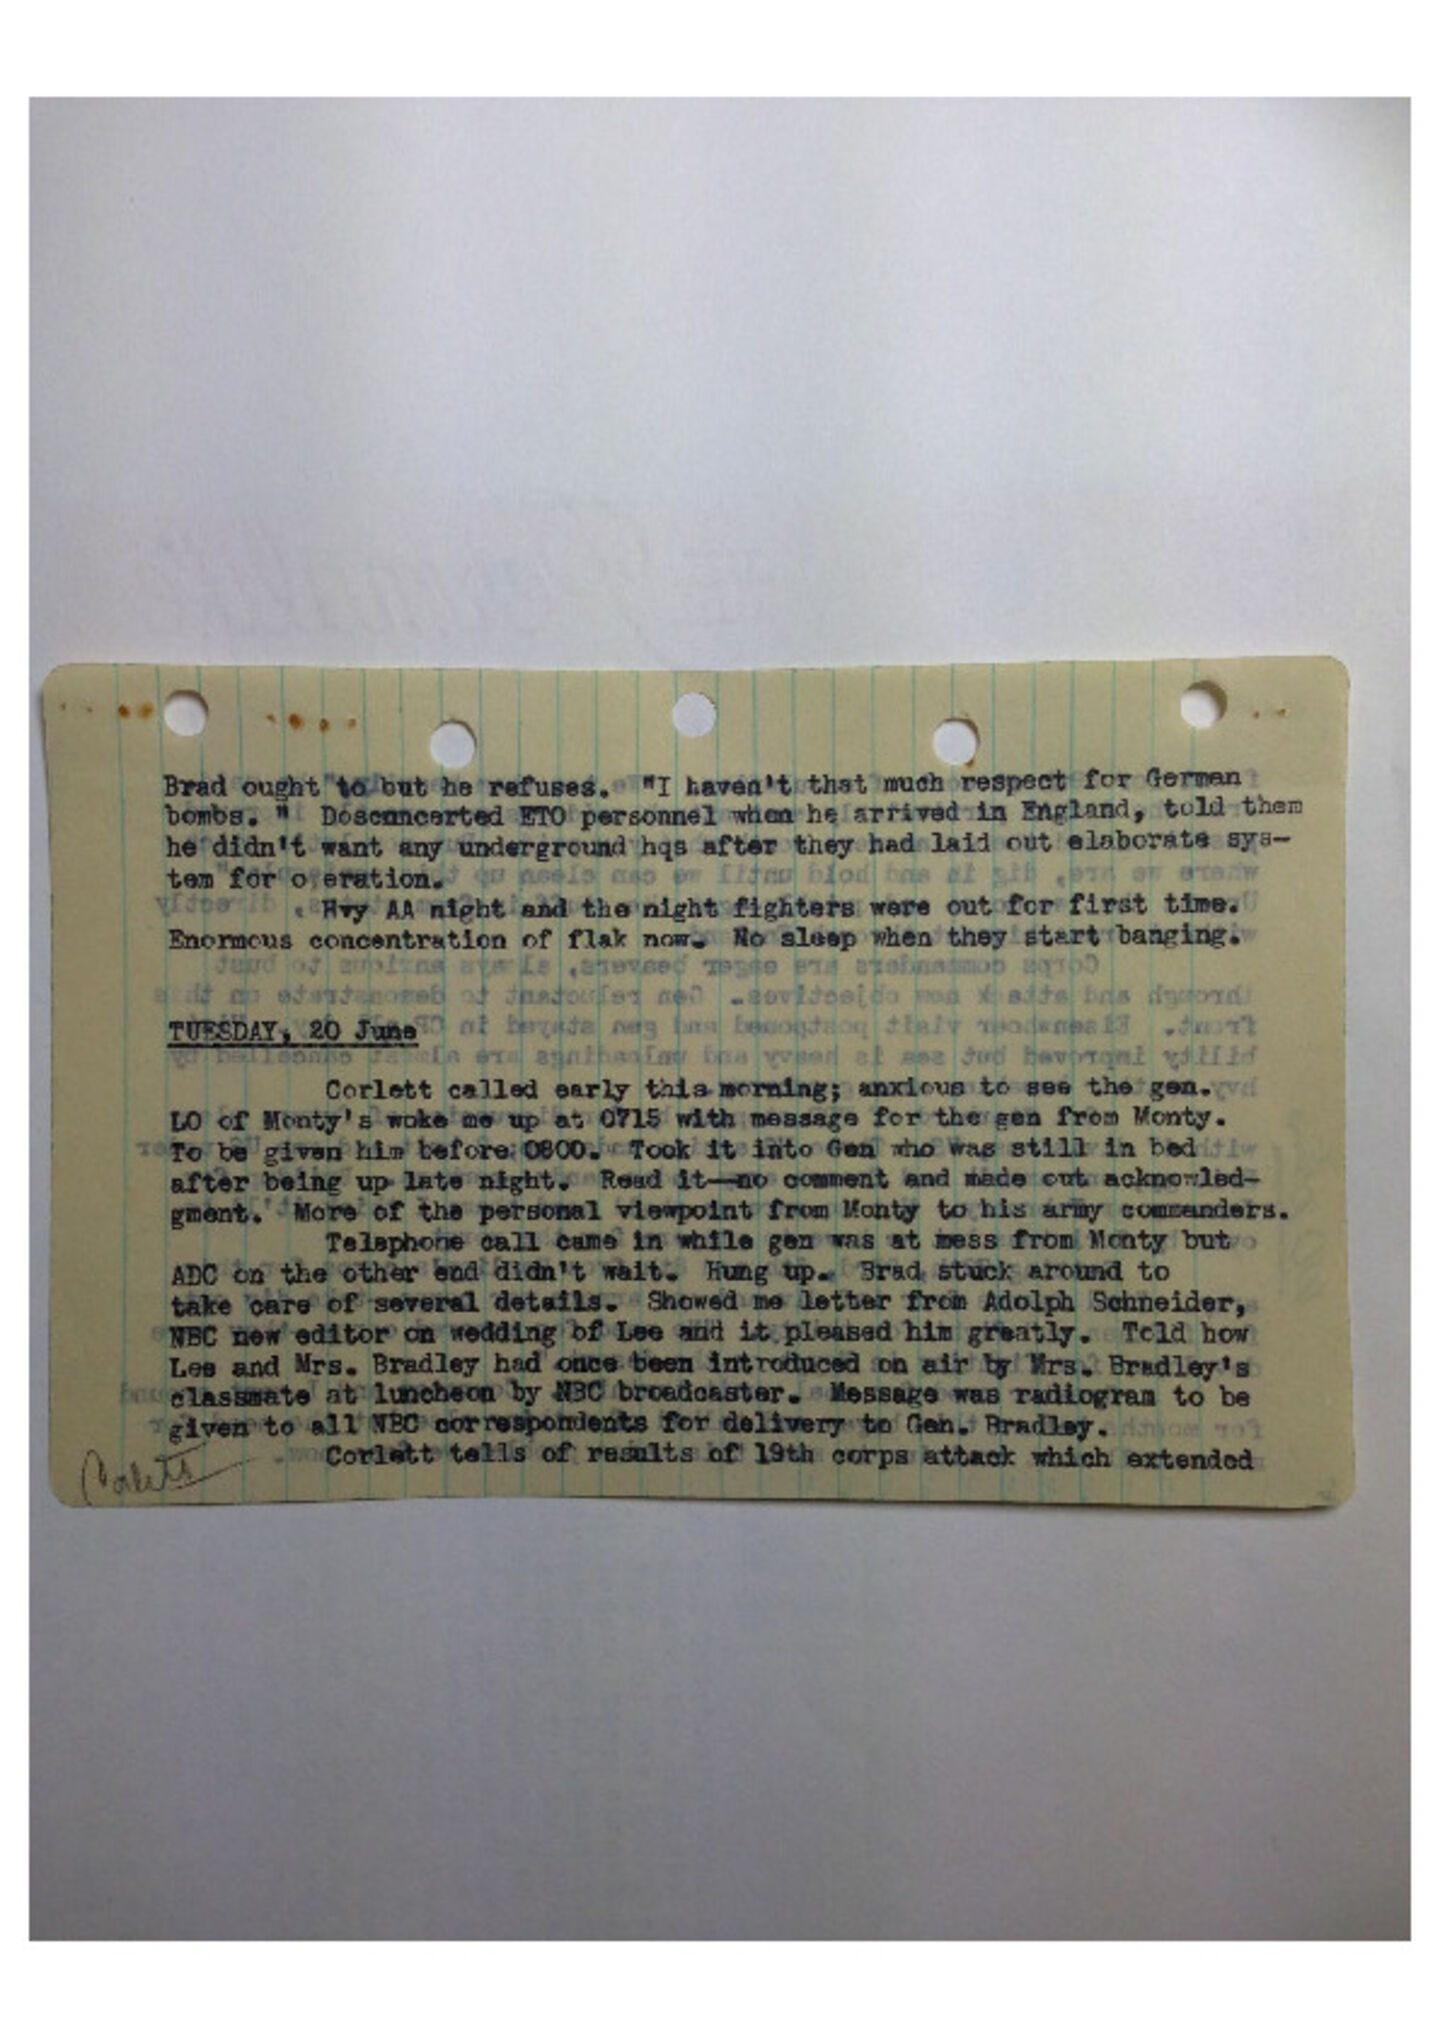 Brad ought to but he refuses. "I haven't that much respect for German
bombs. " Dosconcerted ETO personnel when he arrived in England, told them
he didn't want any underground hqs after they had laid out elaborate sys-
tem for o eration.
. Hvy AA night and the night fighters were out for first time.
Enormous concentration of flak now. No sleep when they start banging.
TUESDAY, 20 June
Corlett called early this morning; anxious to see the gen.
LO of Monty's woke me up at 0715 with message for the gen from Monty.
To be given him before 0800. Took it into Gen who was still in bed
after being up late night. Read it—no comment and made out acknowled-
gment. More of the personal viewpoint from Monty to his army commanders.
Telephone call came in while gen was at mess from Monty but
ADC on the other end didn't wait. Hung up. Brad stuck around to
take care of several details. Showed me letter from Adolph Schneider,
NBC new editor on wedding of Lee and it pleased him greatly. Told how
Lee and Mrs. Bradley had once been introduced on air by Mrs. Bradley's
classmate at luncheon by NBC broadcaster. Message was radiogram to be
given to all NBC correspondents for delivery to Gen. Bradley.
Corlett tells of results of 19th corps attack which extended
Corlett